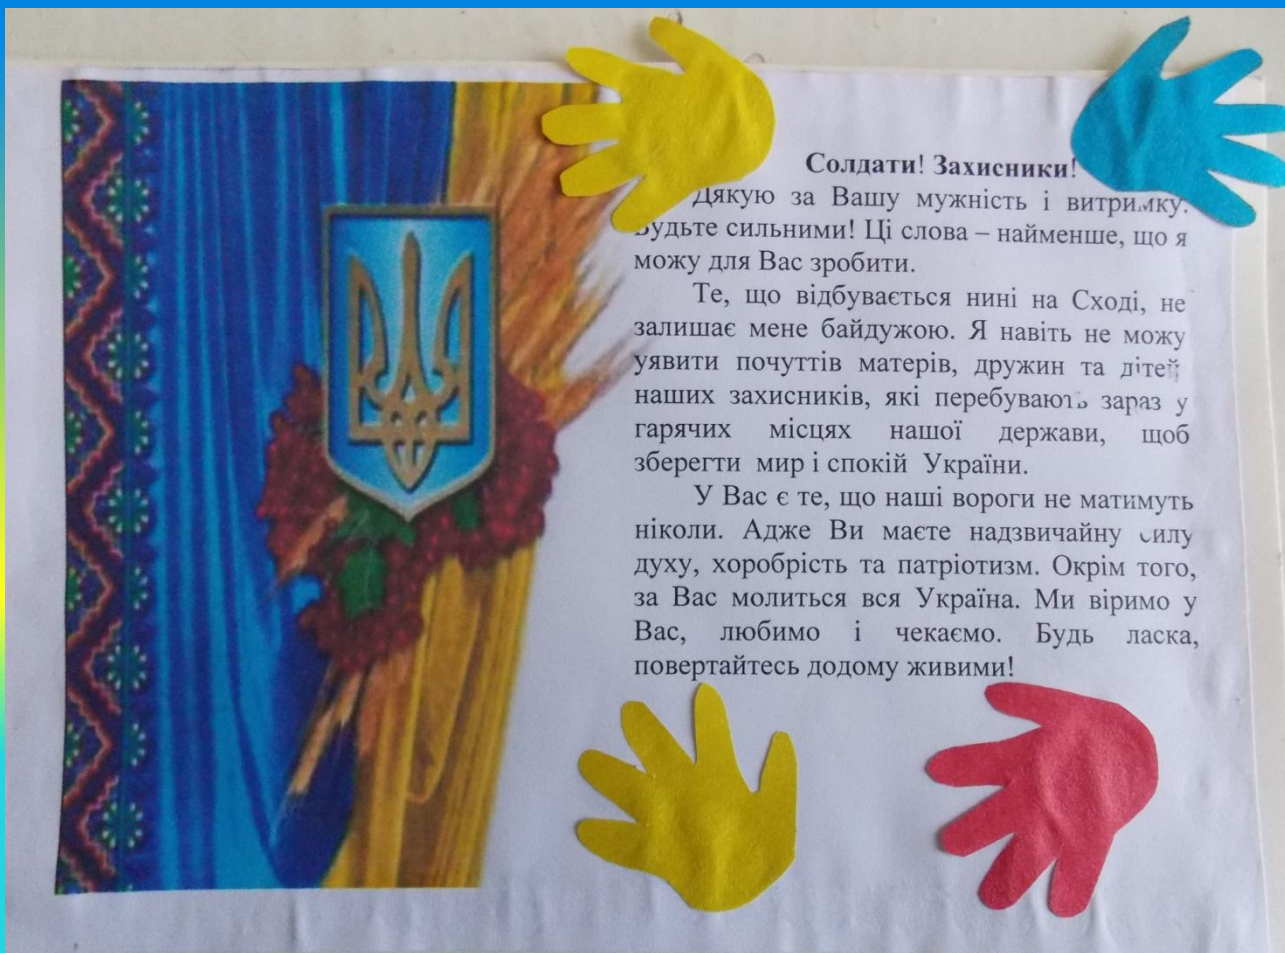 Солдати! Захисники!
Дякую за Вашу мужність і витримку.
Будьте сильними! Ці слова – найменше, що я
можу для Вас зробити.
Те, що відбувається нині на Сході, не
залишає мене байдужою. Я навіть не можу
уявити почуттів матерів, дружин та дітей
наших захисників, які перебувають зараз у
гарячих місцях нашої держави, щоб
зберегти мир і спокій України.
У Вас є те, що наші вороги не матимуть
ніколи. Адже Ви маєте надзвичайну силу
духу, хоробрість та патріотизм. Окрім того,
за Вас молиться вся Україна. Ми віримо у
Вас, любимо і чекаємо. Будь ласка,
повертайтесь додому живими!